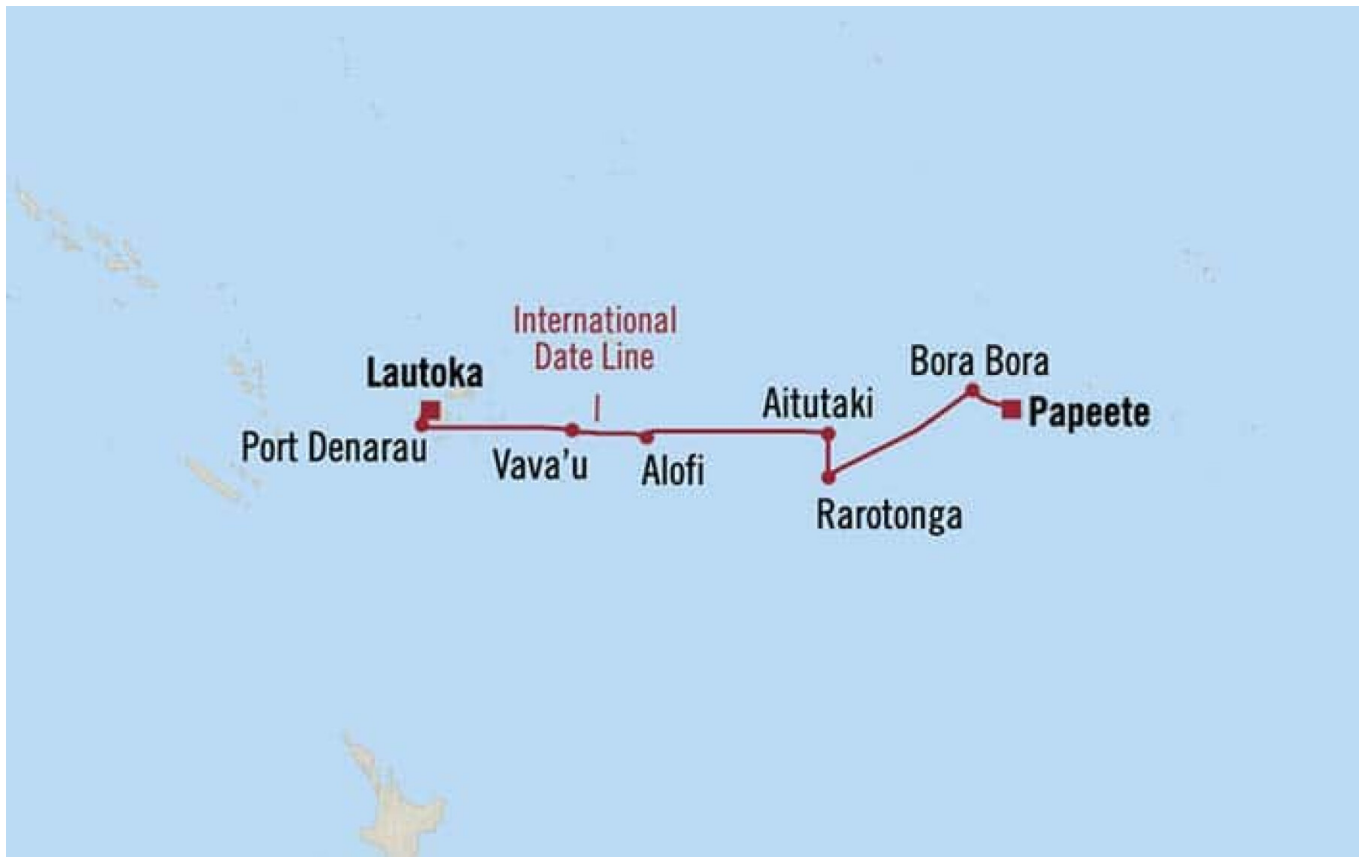 International
Date Line
Lautoka
Bora Bora
Aitutaki
Papeete
Port Denarau
Vava'u
Alofi
Rarotonga